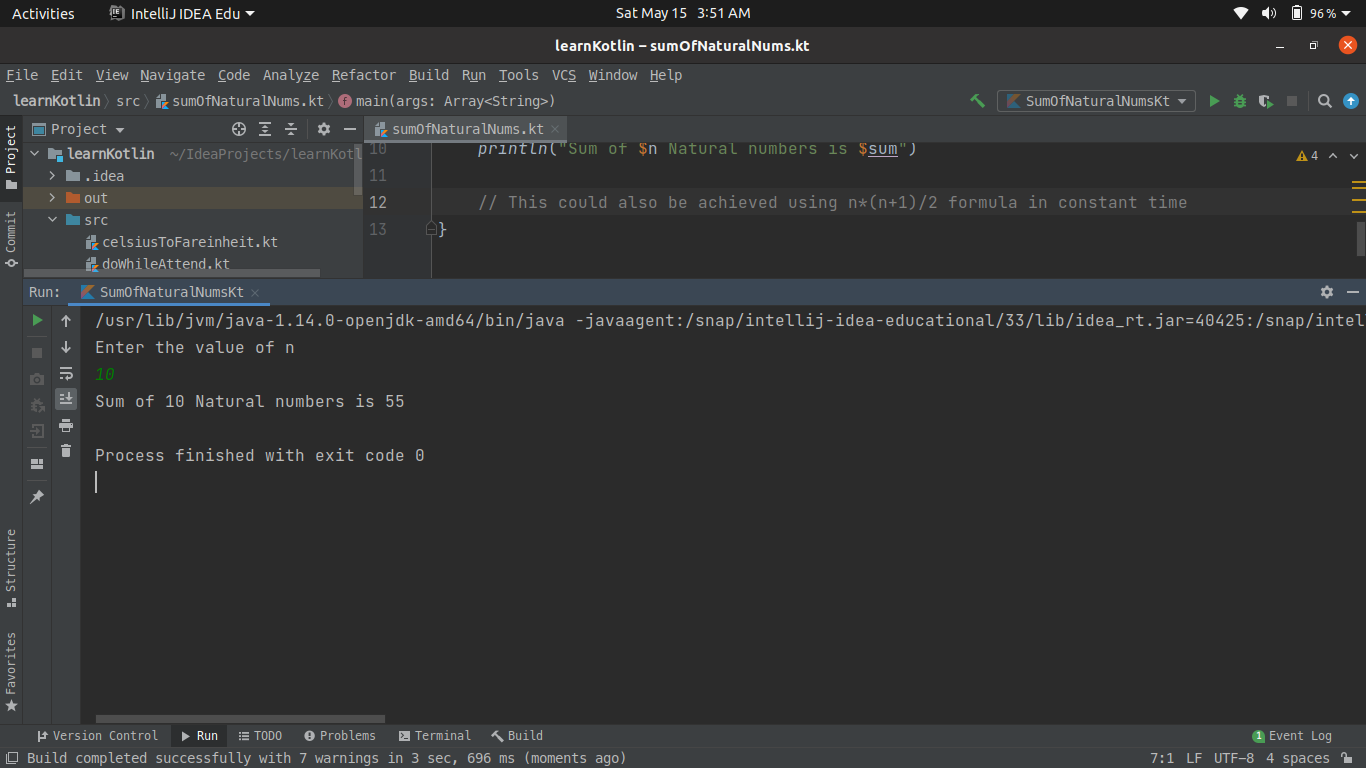 Activities IntelliJ IDEA Edu Sat May 15 3:51 AM 96 %
learnKotlin – sumOfNaturalNums.kt
File Edit View Navigate Code Analyze Refactor Build Run Tools VCS Window Help
learnKotlin src sumOfNaturalNums.kt main(args: Array<String>) SumOfNaturalNumsKt
Project
Project
sumOfNaturalNums.kt
learnKotlin ~/IdeaProjects/learnKotl
.idea
out
src
celsiusToFareinheit.kt
doWhileAttend.kt
10 println("Sum of $n Natural numbers is $sum")
4
11
12 // This could also be achieved using n*(n+1)/2 formula in constant time
13 }
Commit
Run: SumOfNaturalNumsKt
/usr/lib/jvm/java-1.14.0-openjdk-amd64/bin/java -javaagent:/snap/intellij-idea-educational/33/lib/idea_rt.jar=40425:/snap/intel
Enter the value of n
10
Sum of 10 Natural numbers is 55
Process finished with exit code 0
Structure
Favorites
Version Control Run TODO Problems Terminal Build 1 Event Log
Build completed successfully with 7 warnings in 3 sec, 696 ms (moments ago) 7:1 LF UTF-8 4 spaces